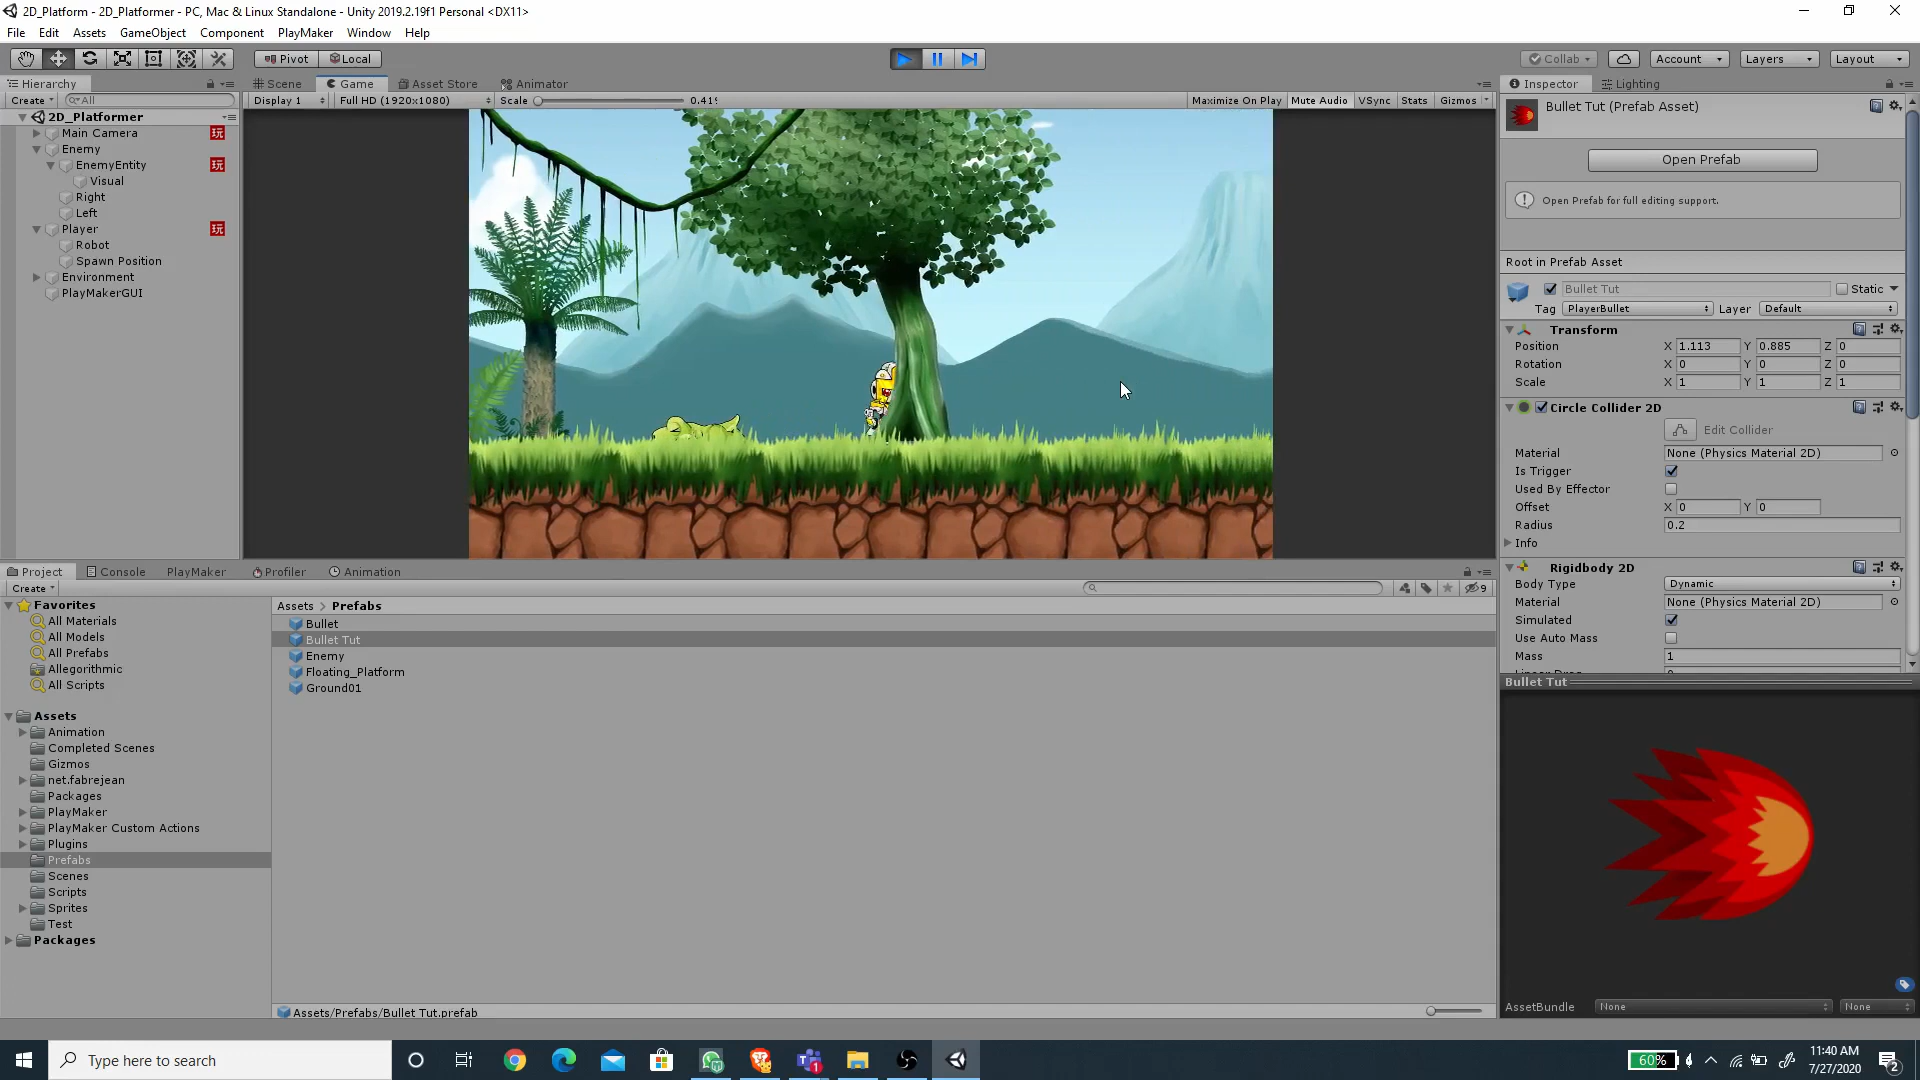 2D_Platform - 2D_Platformer - PC, Mac & Linux Standalone - Unity 2019.2.19f1 Personal <DX11>
File Edit Assets GameObject Component PlayMaker Window Help
Pivot Local Collab Account Layers Layout
Hierarchy
Create All
2D_Platformer
Main Camera 玩
Enemy
EnemyEntity 玩
Visual
Right
Left
Player 玩
Robot
Spawn Position
Environment
PlayMakerGUI
Scene Game Asset Store Animator
Display 1 Full HD (1920x1080) Scale 0.41 Maximize On Play Mute Audio VSync Stats Gizmos
Inspector Lighting
Bullet Tut (Prefab Asset)
Open Prefab
Open Prefab for full editing support.
Root in Prefab Asset
Bullet Tut Static
Tag PlayerBullet Layer Default
Transform
Position X 1.113 Y 0.885 Z 0
Rotation X 0 Y 0 Z 0
Scale X 1 Y 1 Z 1
Circle Collider 2D
Edit Collider
Material None (Physics Material 2D)
Is Trigger
Used By Effector
Offset X 0 Y 0
Radius 0.2
Info
Rigidbody 2D
Body Type Dynamic
Material None (Physics Material 2D)
Simulated
Use Auto Mass
Mass 1
Bullet Tut
AssetBundle None None
Project Console PlayMaker Profiler Animation
Create 9
Favorites
All Materials
All Models
All Prefabs
Allegorithmic
All Scripts
Assets
Animation
Completed Scenes
Gizmos
net.fabrejean
Packages
PlayMaker
PlayMaker Custom Actions
Plugins
Prefabs
Scenes
Scripts
Sprites
Test
Packages
Assets > Prefabs
Bullet
Bullet Tut
Enemy
Floating_Platform
Ground01
Assets/Prefabs/Bullet Tut.prefab
Type here to search
1
60%
11:40 AM
7/27/2020
2